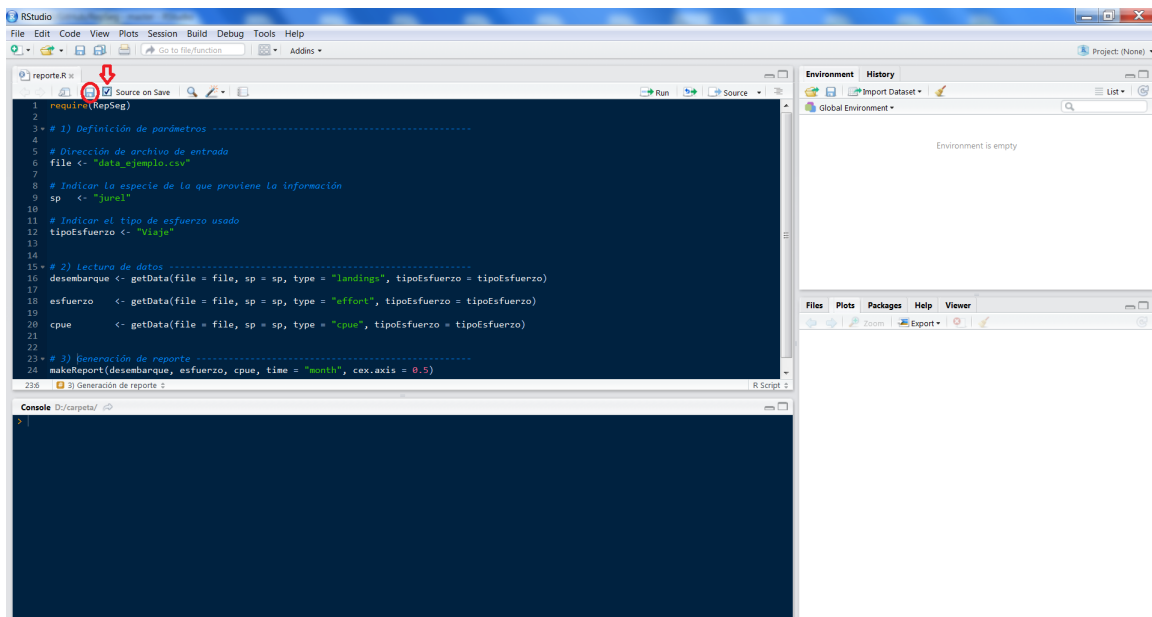 RStudio
File Edit Code View Plots Session Build Debug Tools Help
Go to file/function Addins
Project: (None)
reporte.R
Source on Save Run Source
1 require(RepSeg)
2
3 # 1) Definición de parámetros -----------------------------------------------
4
5 # Dirección de archivo de entrada
6 file <- "data_ejemplo.csv"
7
8 # Indicar la especie de la que proviene la información
9 sp <- "jurel"
10
11 # Indicar el tipo de esfuerzo usado
12 tipoEsfuerzo <- "Viaje"
13
14
15 # 2) Lectura de datos -------------------------------------------------------
16 desembarque <- getData(file = file, sp = sp, type = "landings", tipoEsfuerzo = tipoEsfuerzo)
17
18 esfuerzo <- getData(file = file, sp = sp, type = "effort", tipoEsfuerzo = tipoEsfuerzo)
19
20 cpue <- getData(file = file, sp = sp, type = "cpue", tipoEsfuerzo = tipoEsfuerzo)
21
22
23 # 3) Generación de reporte --------------------------------------------------
24 makeReport(desembarque, esfuerzo, cpue, time = "month", cex.axis = 0.5)
23:6 3) Generación de reporte R Script
Console D:/carpeta/
>
Environment History
Import Dataset List
Global Environment
Environment is empty
Files Plots Packages Help Viewer
Zoom Export